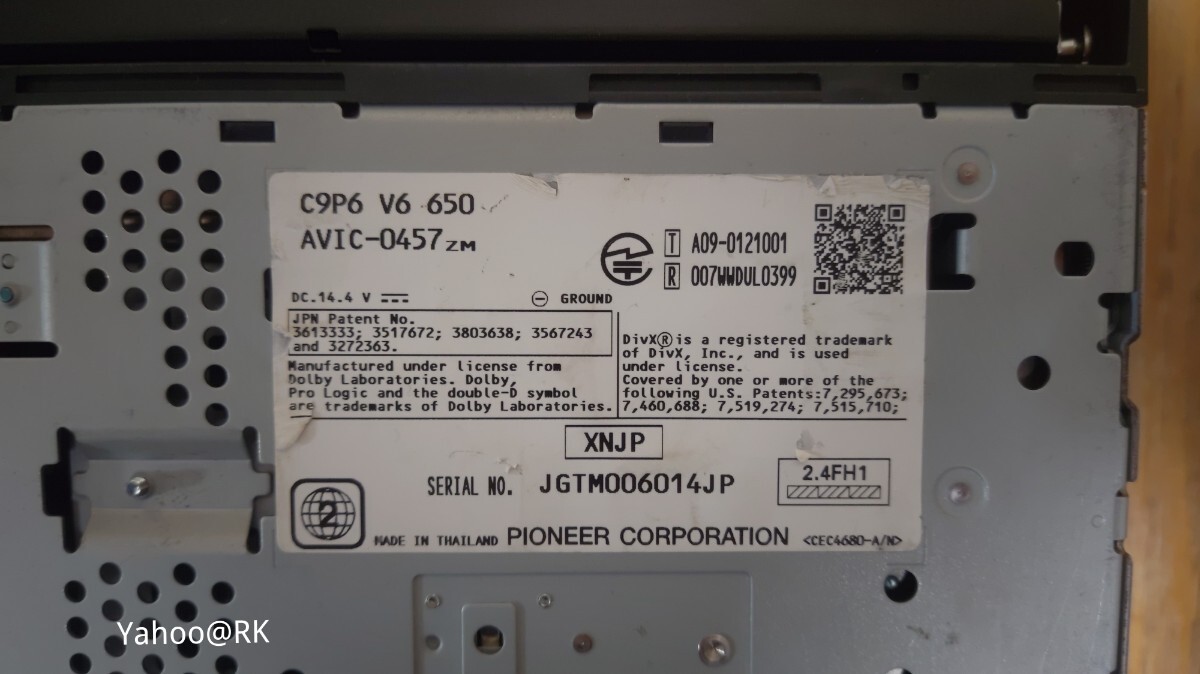 C9P6 V6 650
AVIC-0457 ZM
T A09-0121001
R 007WWDUL0399
DC.14.4 V
GROUND
JPN Patent No.
3613333; 3517672; 3803638; 3567243
and 3272363.
Manufactured under license from
Dolby Laboratories. Dolby,
Pro Logic and the double-D symbol
are trademarks of Dolby Laboratories.
DivX® is a registered trademark
of DivX, Inc., and is used
under license.
Covered by one or more of the
following U.S. Patents:7,295,673;
7,460,688; 7,519,274; 7,515,710;
XNJP
SERIAL NO. JGTM006014JP
2.4FH1
2
MADE IN THAILAND PIONEER CORPORATION <CEC4680-A/N>
Yahoo@RK